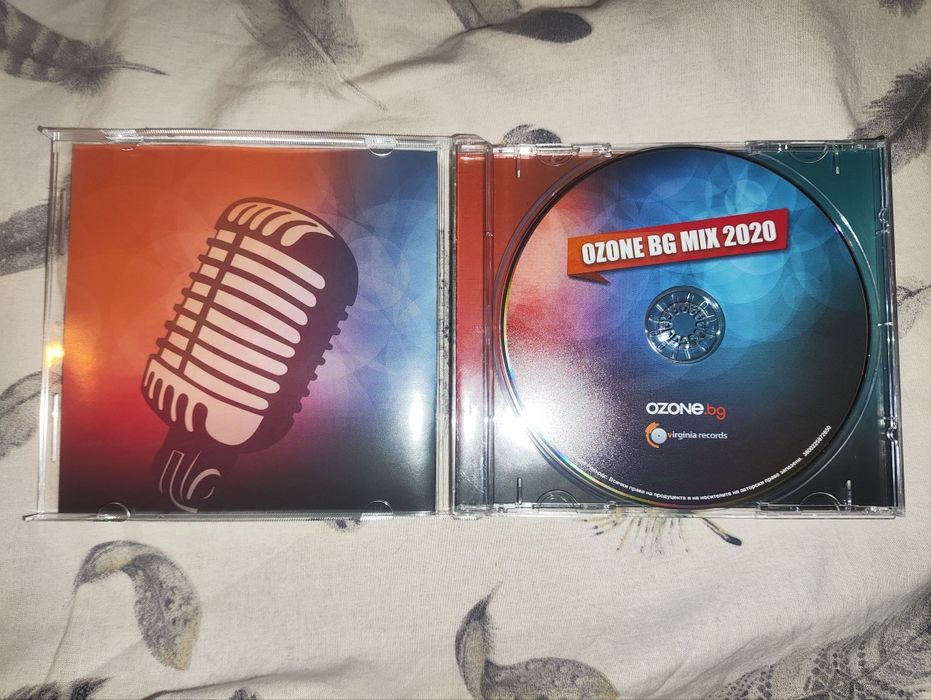 OZONE BG MIX 2020
OZONE.bg
virginia records
Всички права на продуцента и на носителите на авторски права запазени.